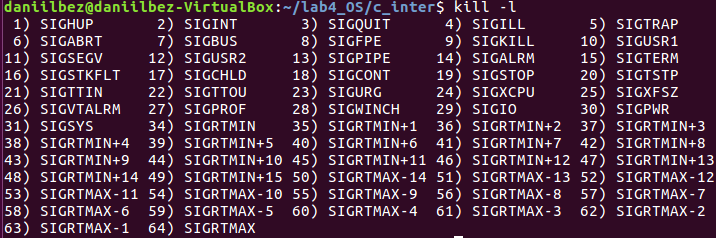 daniilbez@daniilbez-VirtualBox:~/lab4_OS/c_inter$ kill -l
 1) SIGHUP       2) SIGINT       3) SIGQUIT      4) SIGILL       5) SIGTRAP
 6) SIGABRT      7) SIGBUS       8) SIGFPE       9) SIGKILL     10) SIGUSR1
11) SIGSEGV     12) SIGUSR2     13) SIGPIPE     14) SIGALRM     15) SIGTERM
16) SIGSTKFLT   17) SIGCHLD     18) SIGCONT     19) SIGSTOP     20) SIGTSTP
21) SIGTTIN     22) SIGTTOU     23) SIGURG      24) SIGXCPU     25) SIGXFSZ
26) SIGVTALRM   27) SIGPROF     28) SIGWINCH    29) SIGIO       30) SIGPWR
31) SIGSYS      34) SIGRTMIN    35) SIGRTMIN+1  36) SIGRTMIN+2  37) SIGRTMIN+3
38) SIGRTMIN+4  39) SIGRTMIN+5  40) SIGRTMIN+6  41) SIGRTMIN+7  42) SIGRTMIN+8
43) SIGRTMIN+9  44) SIGRTMIN+10 45) SIGRTMIN+11 46) SIGRTMIN+12 47) SIGRTMIN+13
48) SIGRTMIN+14 49) SIGRTMIN+15 50) SIGRTMAX-14 51) SIGRTMAX-13 52) SIGRTMAX-12
53) SIGRTMAX-11 54) SIGRTMAX-10 55) SIGRTMAX-9  56) SIGRTMAX-8  57) SIGRTMAX-7
58) SIGRTMAX-6  59) SIGRTMAX-5  60) SIGRTMAX-4  61) SIGRTMAX-3  62) SIGRTMAX-2
63) SIGRTMAX-1  64) SIGRTMAX